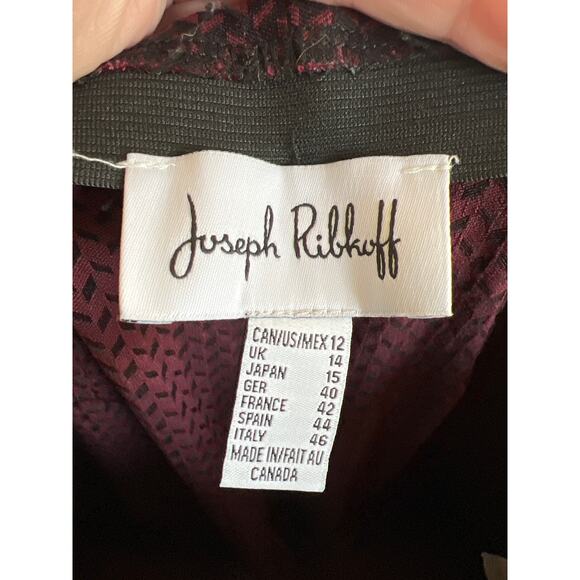 Joseph Ribkoff
CAN/US/MEX 12
UK 14
JAPAN 15
GER 40
FRANCE 42
SPAIN 44
ITALY 46
MADE IN/FAIT AU
CANADA